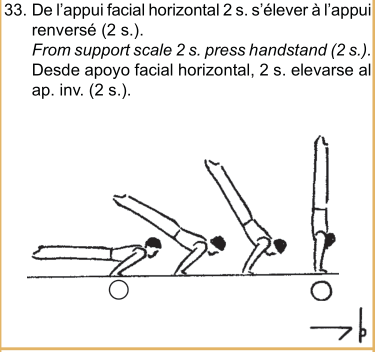 33. De l'appui facial horizontal 2 s. s'élever à l'appui
renversé (2 s.).
From support scale 2 s. press handstand (2 s.).
Desde apoyo facial horizontal, 2 s. elevarse al
ap. inv. (2 s.).